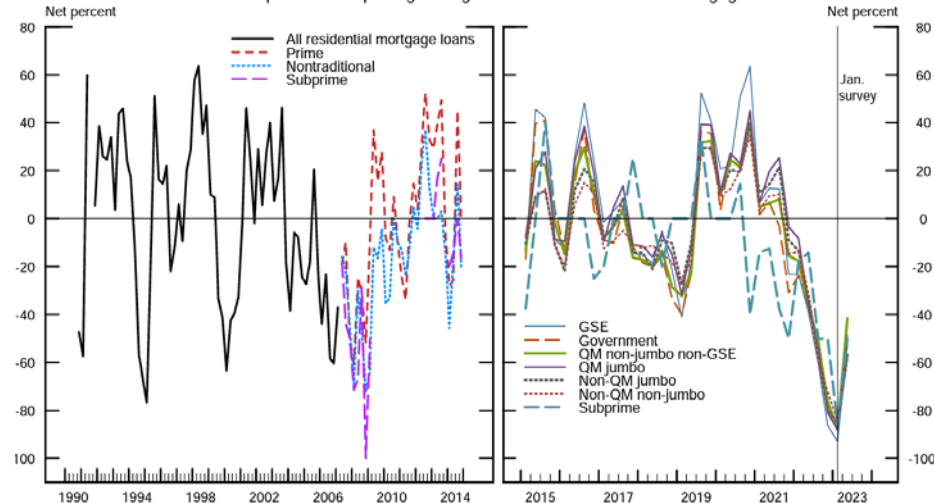 Net percent
Net percent
80
60
40
20
0
-20
-40
-60
-80
100
All residential mortgage loans
Prime
Nontraditional
Subprime
1990
1994
1998
2002
2006
2010
2014
Jan.
survey
GSE
Government
QM non-jumbo non-GSE
QM jumbo
Non-QM jumbo
Non-QM non-jumbo
Subprime
80
60
40
20
0
-20
-40
-60
-80
-100
2015
2017
2019
2021
2023